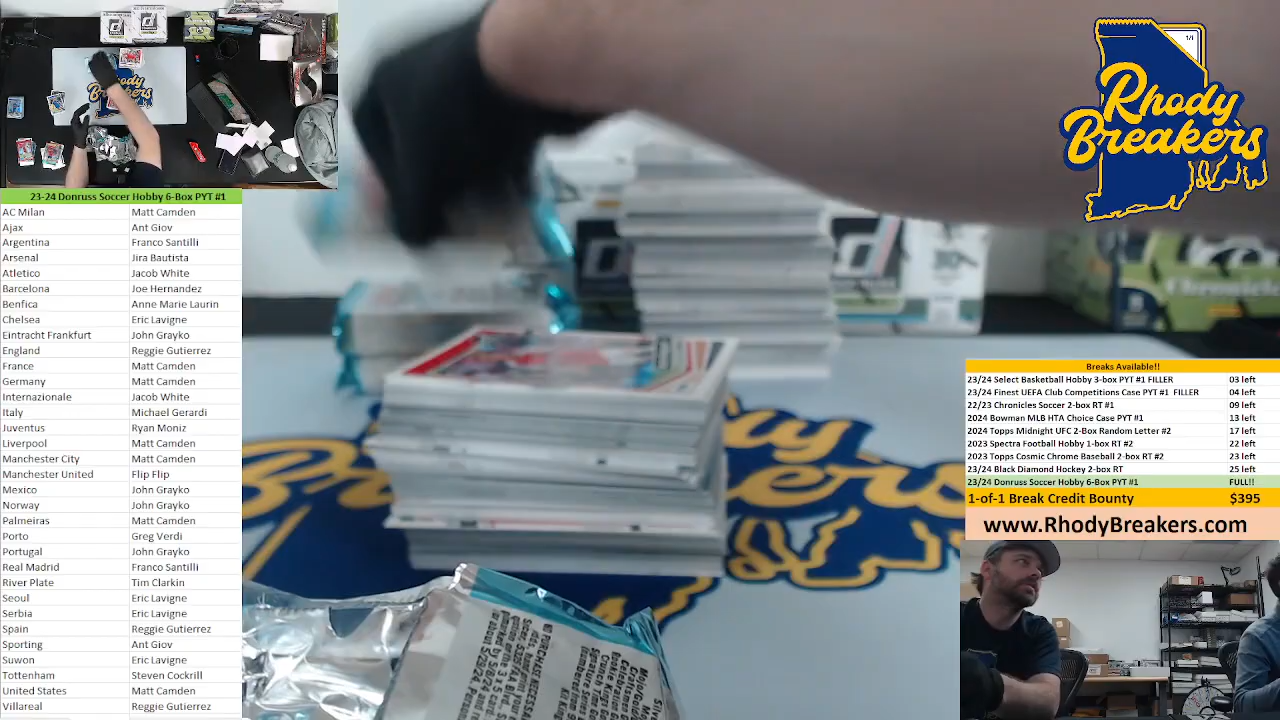 23-24 Donruss Soccer Hobby 6-Box PYT #1
AC Milan Matt Camden
Ajax Ant Giov
Argentina Franco Santilli
Arsenal Jira Bautista
Atletico Jacob White
Barcelona Joe Hernandez
Benfica Anne Marie Laurin
Chelsea Eric Lavigne
Eintracht Frankfurt John Grayko
England Reggie Gutierrez
France Matt Camden
Germany Matt Camden
Internazionale Jacob White
Italy Michael Gerardi
Juventus Ryan Moniz
Liverpool Matt Camden
Manchester City Matt Camden
Manchester United Flip Flip
Mexico John Grayko
Norway John Grayko
Palmeiras Matt Camden
Porto Greg Verdi
Portugal John Grayko
Real Madrid Franco Santilli
River Plate Tim Clarkin
Seoul Eric Lavigne
Serbia Eric Lavigne
Spain Reggie Gutierrez
Sporting Ant Giov
Suwon Eric Lavigne
Tottenham Steven Cockrill
United States Matt Camden
Villareal Reggie Gutierrez
Rhody
Breakers
1/1
Rhody
Breakers
Chronicles
Breaks Available!!
23/24 Select Basketball Hobby 3-box PYT #1 FILLER 03 left
23/24 Finest UEFA Club Competitions Case PYT #1 FILLER 04 left
22/23 Chronicles Soccer 2-box RT #1 09 left
2024 Bowman MLB HTA Choice Case PYT #1 13 left
2024 Topps Midnight UFC 2-Box Random Letter #2 17 left
2023 Spectra Football Hobby 1-box RT #2 22 left
2023 Topps Cosmic Chrome Baseball 2-box RT #2 23 left
23/24 Black Diamond Hockey 2-box RT 25 left
23/24 Donruss Soccer Hobby 6-Box PYT #1 FULL!!
1-of-1 Break Credit Bounty $395
www.RhodyBreakers.com